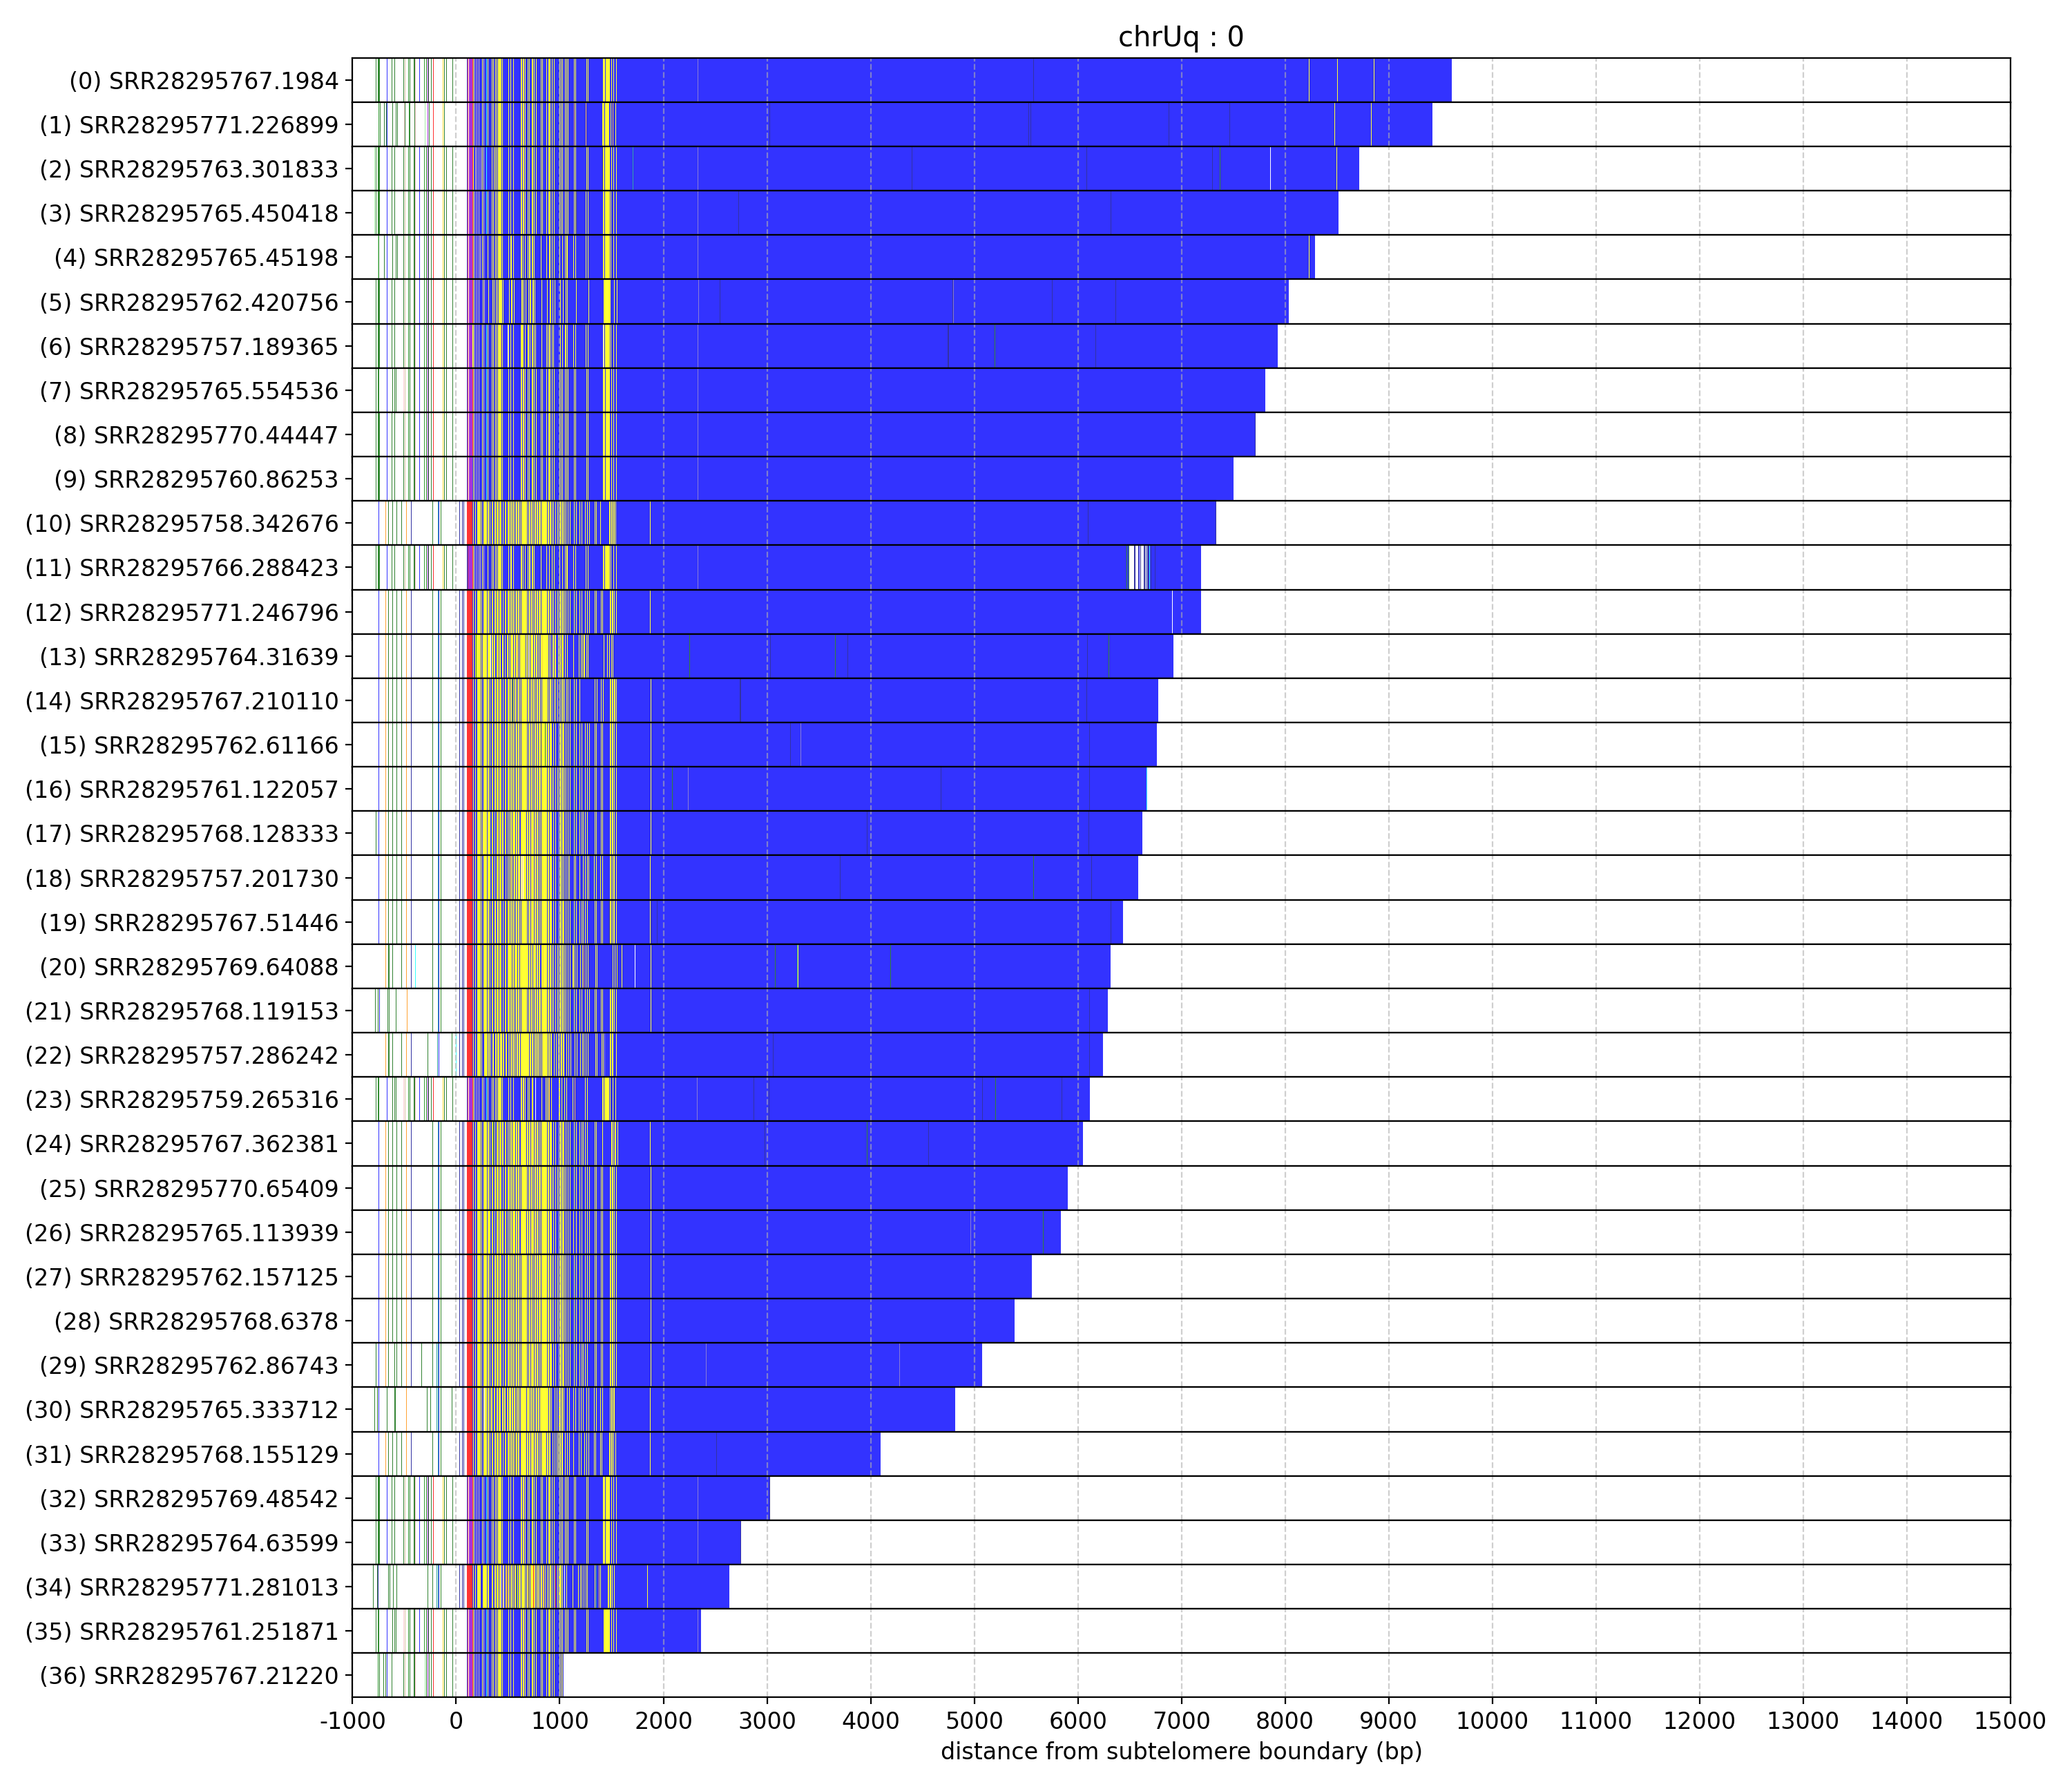 chrUq : 0
(0) SRR28295767.1984
(1) SRR28295771.226899
(2) SRR28295763.301833
(3) SRR28295765.450418
(4) SRR28295765.45198
(5) SRR28295762.420756
(6) SRR28295757.189365
(7) SRR28295765.554536
(8) SRR28295770.44447
(9) SRR28295760.86253
(10) SRR28295758.342676
(11) SRR28295766.288423
(12) SRR28295771.246796
(13) SRR28295764.31639
(14) SRR28295767.210110
(15) SRR28295762.61166
(16) SRR28295761.122057
(17) SRR28295768.128333
(18) SRR28295757.201730
(19) SRR28295767.51446
(20) SRR28295769.64088
(21) SRR28295768.119153
(22) SRR28295757.286242
(23) SRR28295759.265316
(24) SRR28295767.362381
(25) SRR28295770.65409
(26) SRR28295765.113939
(27) SRR28295762.157125
(28) SRR28295768.6378
(29) SRR28295762.86743
(30) SRR28295765.333712
(31) SRR28295768.155129
(32) SRR28295769.48542
(33) SRR28295764.63599
(34) SRR28295771.281013
(35) SRR28295761.251871
(36) SRR28295767.21220
-1000 0 1000 2000 3000 4000 5000 6000 7000 8000 9000 10000 11000 12000 13000 14000 15000
distance from subtelomere boundary (bp)